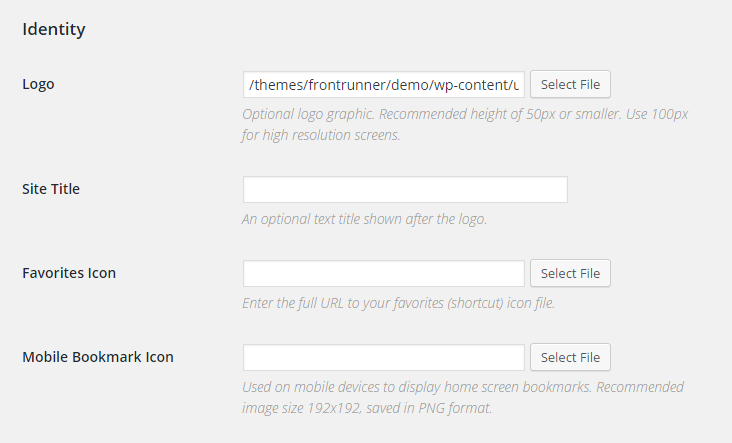 Identity
Logo
/themes/frontrunner/demo/wp-content/u
Select File
Optional logo graphic. Recommended height of 50px or smaller. Use 100px
for high resolution screens.
Site Title
An optional text title shown after the logo.
Favorites Icon
Select File
Enter the full URL to your favorites (shortcut) icon file.
Mobile Bookmark Icon
Select File
Used on mobile devices to display home screen bookmarks. Recommended
image size 192x192, saved in PNG format.